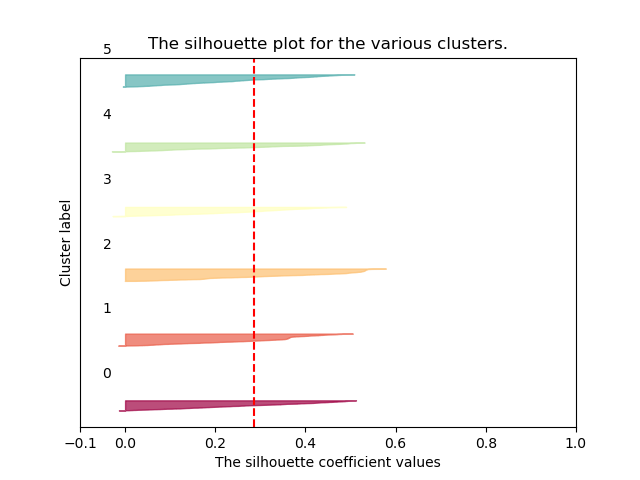 The silhouette plot for the various clusters.
5
4
3
2
1
0
Cluster label
−0.1 0.0 0.2 0.4 0.6 0.8 1.0
The silhouette coefficient values